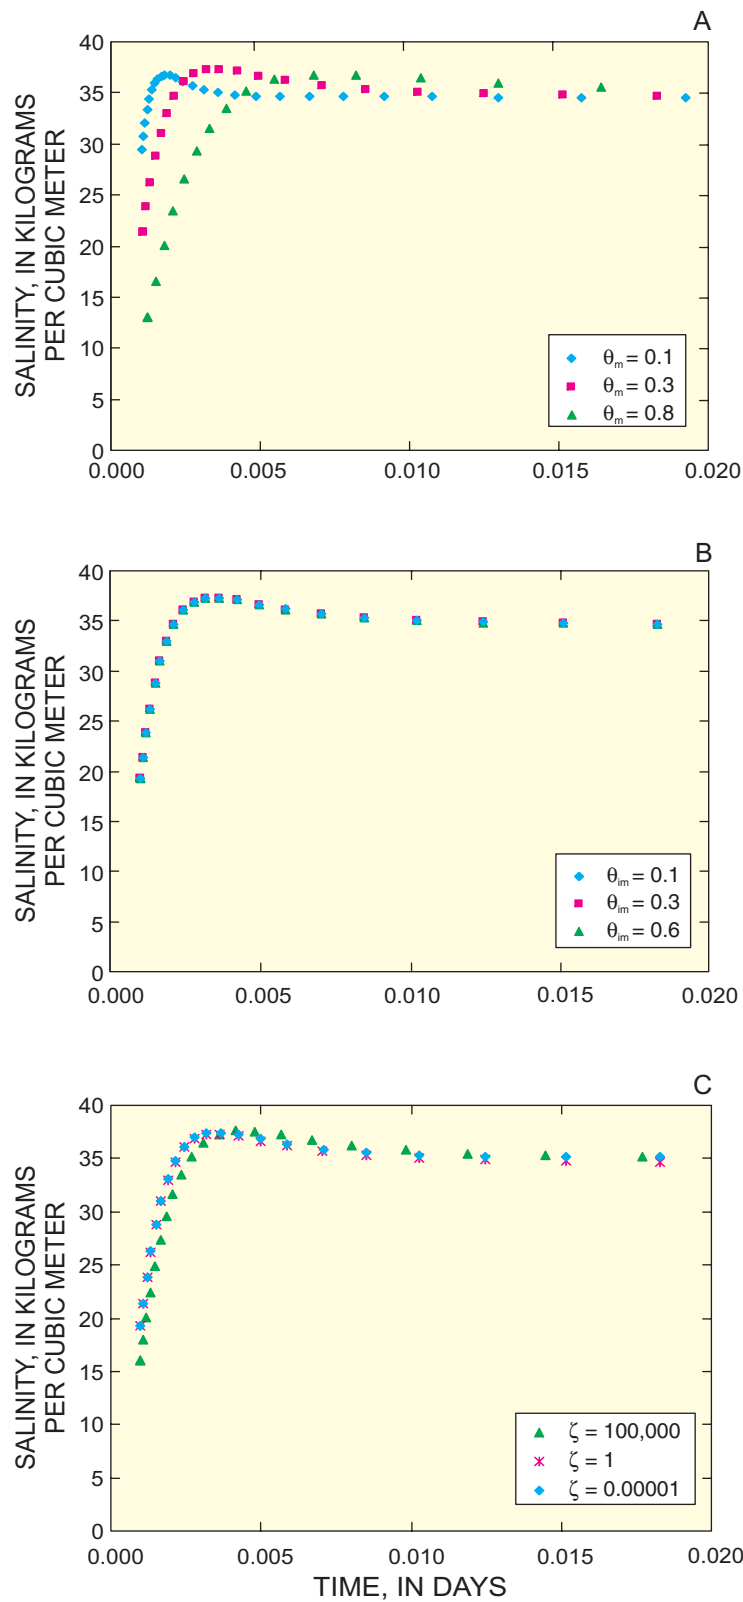 A
SALINITY, IN KILOGRAMS
PER CUBIC METER
40
35
30
25
20
15
10
5
0
0.000 0.005 0.010 0.015 0.020
θm = 0.1
θm = 0.3
θm = 0.8
B
SALINITY, IN KILOGRAMS
PER CUBIC METER
40
35
30
25
20
15
10
5
0
0.000 0.005 0.010 0.015 0.020
θim = 0.1
θim = 0.3
θim = 0.6
C
SALINITY, IN KILOGRAMS
PER CUBIC METER
40
35
30
25
20
15
10
5
0
0.000 0.005 0.010 0.015 0.020
ζ = 100,000
ζ = 1
ζ = 0.00001
TIME, IN DAYS